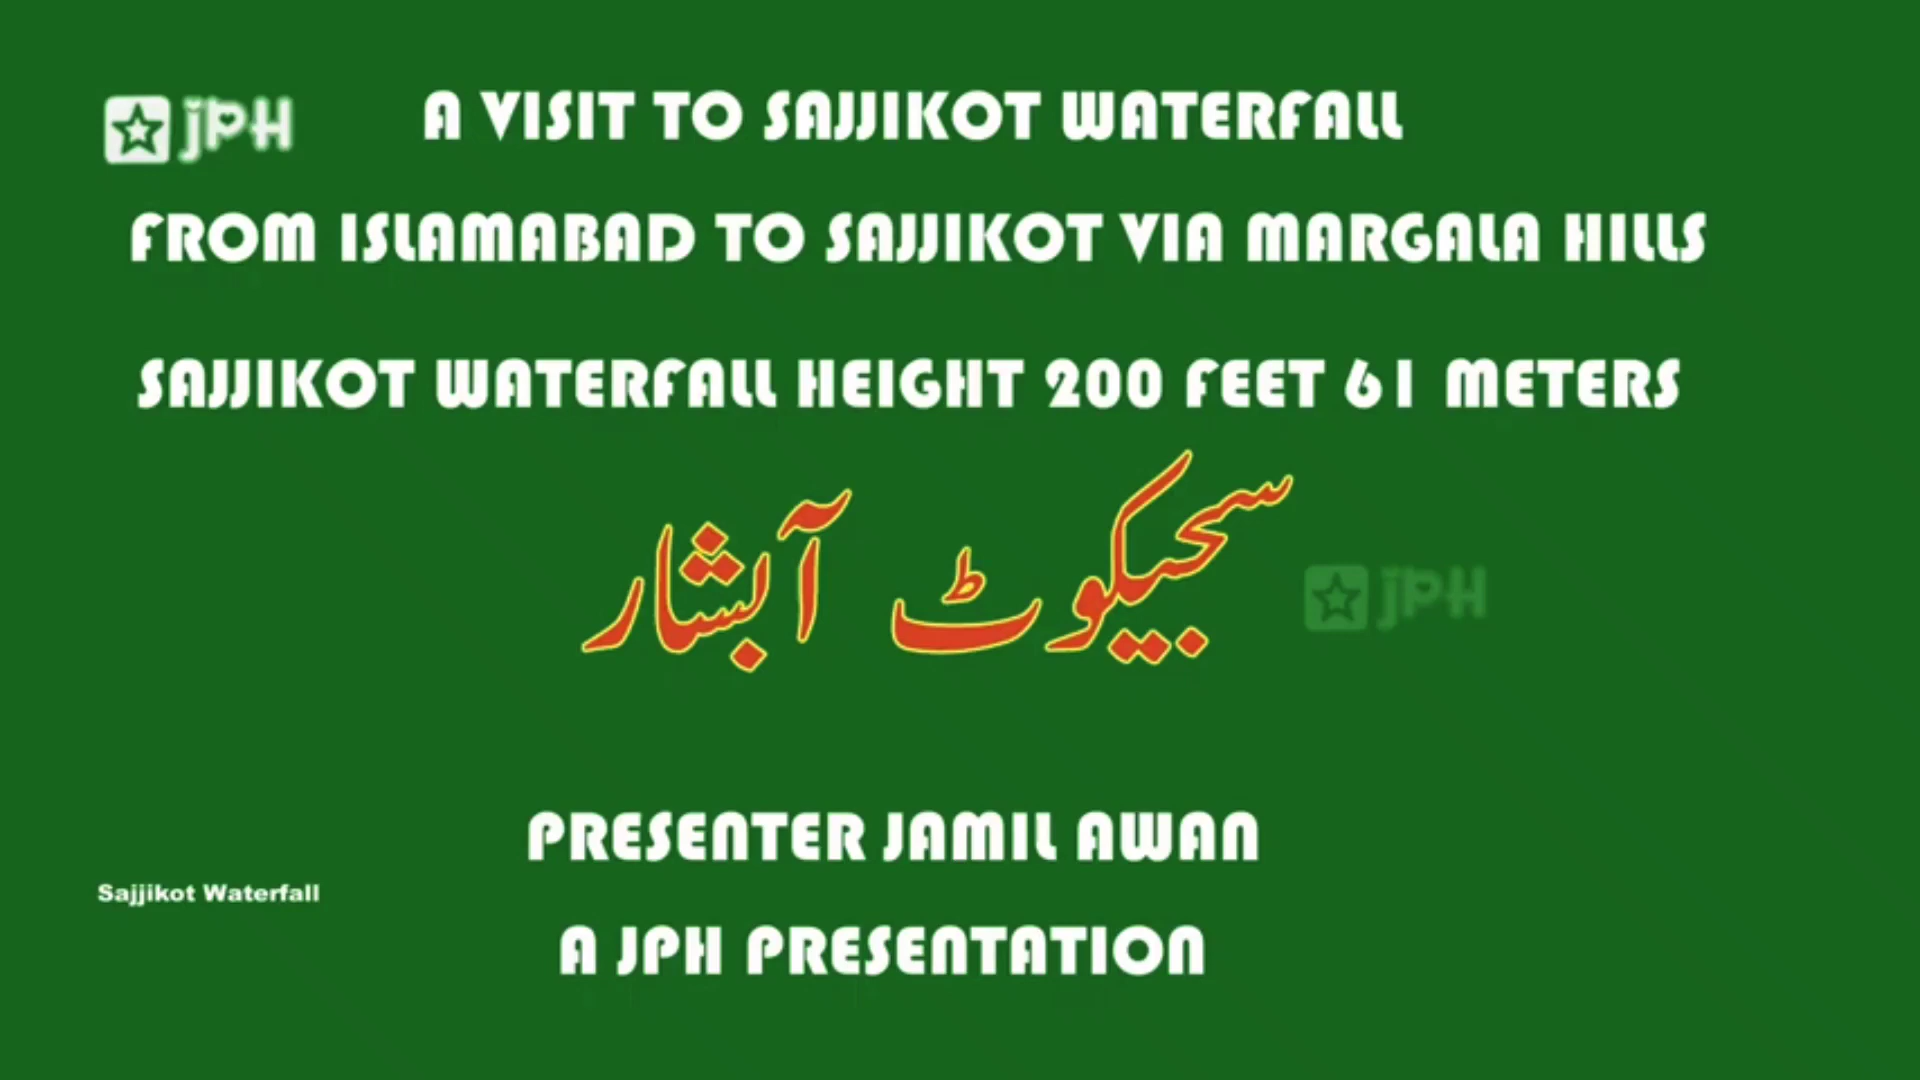 jPH
A VISIT TO SAJJIKOT WATERFALL
FROM ISLAMABAD TO SAJJIKOT VIA MARGALA HILLS
SAJJIKOT WATERFALL HEIGHT 200 FEET 61 METERS
سجیکوٹ آبشار
jPH
PRESENTER JAMIL AWAN
Sajjikot Waterfall
A JPH PRESENTATION